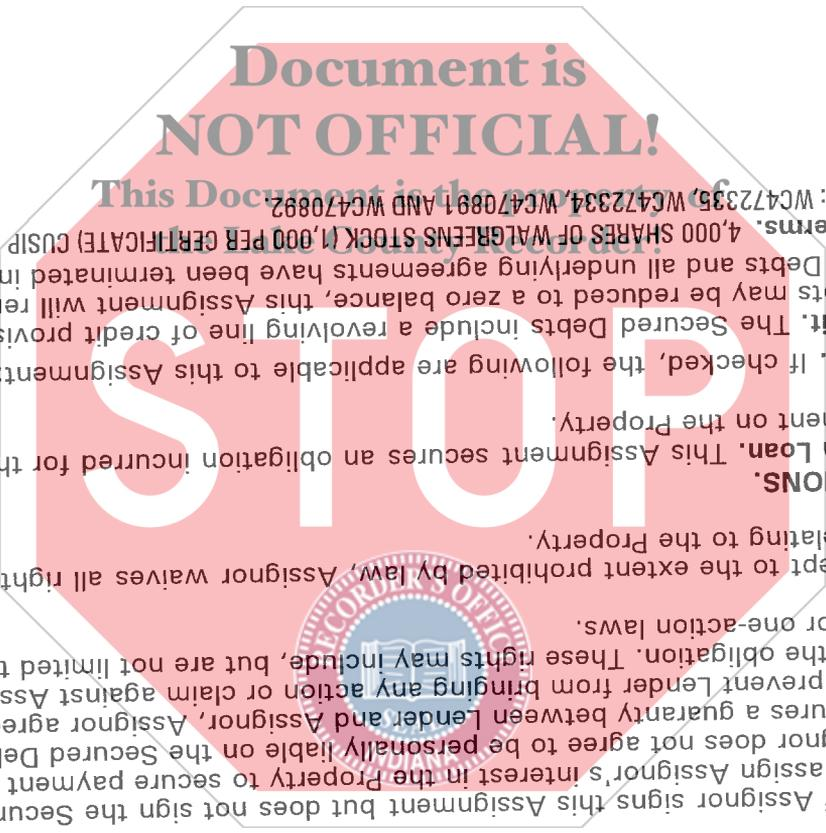 Document is
NOT OFFICIAL!
This Document is the property of
the Lake County Recorder!
STOP
RECORDER'S OFFICE
SEAL
INDIANA
Assignor signs this Assignment but does not sign the Secur
assign Assignor's interest in the Property to secure payment
nor does not agree to be personally liable on the Secured Deb
ures a guaranty between Lender and Assignor, Assignor agree
prevent Lender from bringing any action or claim against Ass
the obligation. These rights may include, but are not limited t
or one-action laws.
pt to the extent prohibited by law, Assignor waives all right
elating to the Property.
IONS.
n Loan. This Assignment secures an obligation incurred for th
ment on the Property.
. If checked, the following are applicable to this Assignment:
it. The Secured Debts include a revolving line of credit provis
ts may be reduced to a zero balance, this Assignment will rem
Debts and all underlying agreements have been terminated in
erms. 4,000 SHARES OF WALGREENS STOCK (1,000 PER CERTIFICATE) CUSIP
: WC472335, WC472334, WC470891 AND WC470892.